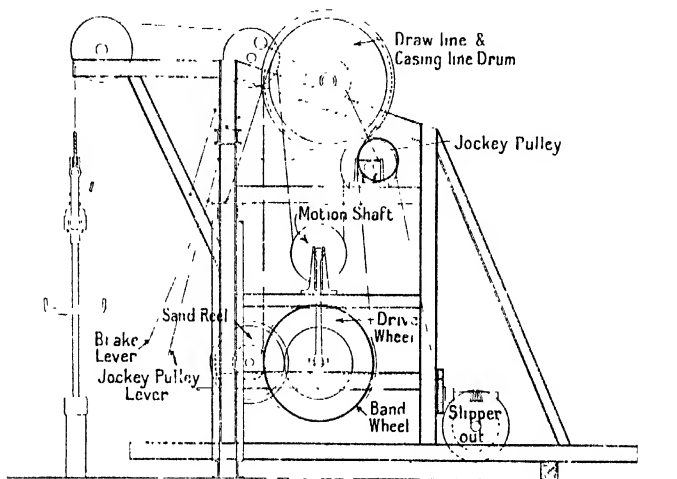 Draw line &
Casing line Drum
Jockey Pulley
Motion Shaft
Sand Reel
Drive
Wheel
Brake
Lever
Jockey Pulley
Lever
Band
Wheel
Slipper
out